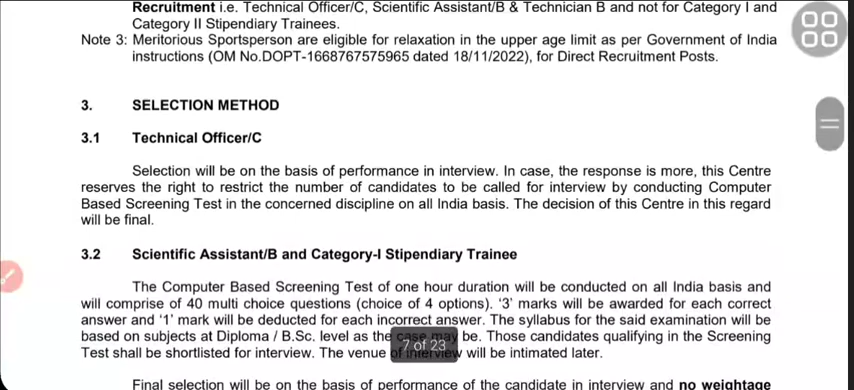 Recruitment i.e. Technical Officer/C, Scientific Assistant/B & Technician B and not for Category I and
Category II Stipendiary Trainees.
Note 3: Meritorious Sportsperson are eligible for relaxation in the upper age limit as per Government of India
instructions (OM No.DOPT-1668767575965 dated 18/11/2022), for Direct Recruitment Posts.
3. SELECTION METHOD
3.1 Technical Officer/C
Selection will be on the basis of performance in interview. In case, the response is more, this Centre
reserves the right to restrict the number of candidates to be called for interview by conducting Computer
Based Screening Test in the concerned discipline on all India basis. The decision of this Centre in this regard
will be final.
3.2 Scientific Assistant/B and Category-I Stipendiary Trainee
The Computer Based Screening Test of one hour duration will be conducted on all India basis and
will comprise of 40 multi choice questions (choice of 4 options). '3' marks will be awarded for each correct
answer and '1' mark will be deducted for each incorrect answer. The syllabus for the said examination will be
based on subjects at Diploma / B.Sc. level as the case may be. Those candidates qualifying in the Screening
7 of 23
Test shall be shortlisted for interview. The venue of interview will be intimated later.
Final selection will be on the basis of performance of the candidate in interview and no weightage